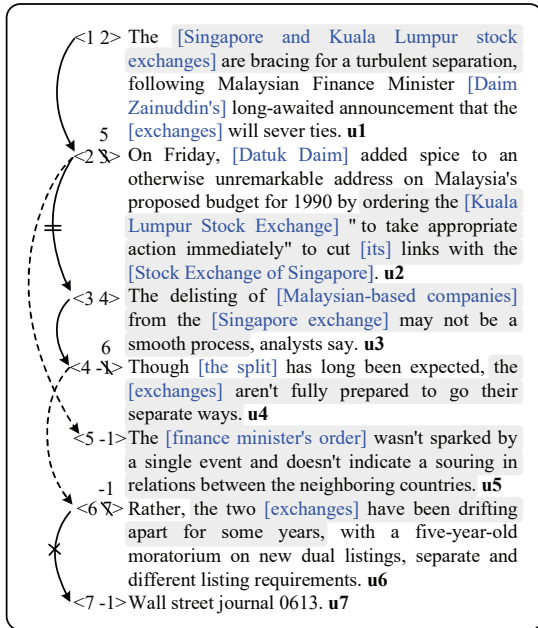 <1 2> The [Singapore and Kuala Lumpur stock
exchanges] are bracing for a turbulent separation,
following Malaysian Finance Minister [Daim
Zainuddin's] long-awaited announcement that the
[exchanges] will sever ties. u1
5
<2 3> On Friday, [Datuk Daim] added spice to an
otherwise unremarkable address on Malaysia's
proposed budget for 1990 by ordering the [Kuala
Lumpur Stock Exchange] " to take appropriate
action immediately" to cut [its] links with the
[Stock Exchange of Singapore]. u2
<3 4> The delisting of [Malaysian-based companies]
from the [Singapore exchange] may not be a
smooth process, analysts say. u3
6
<4 -1> Though [the split] has long been expected, the
[exchanges] aren't fully prepared to go their
separate ways. u4
<5 -1> The [finance minister's order] wasn't sparked by
a single event and doesn't indicate a souring in
relations between the neighboring countries. u5
-1
<6 7> Rather, the two [exchanges] have been drifting
apart for some years, with a five-year-old
moratorium on new dual listings, separate and
different listing requirements. u6
<7 -1> Wall street journal 0613. u7